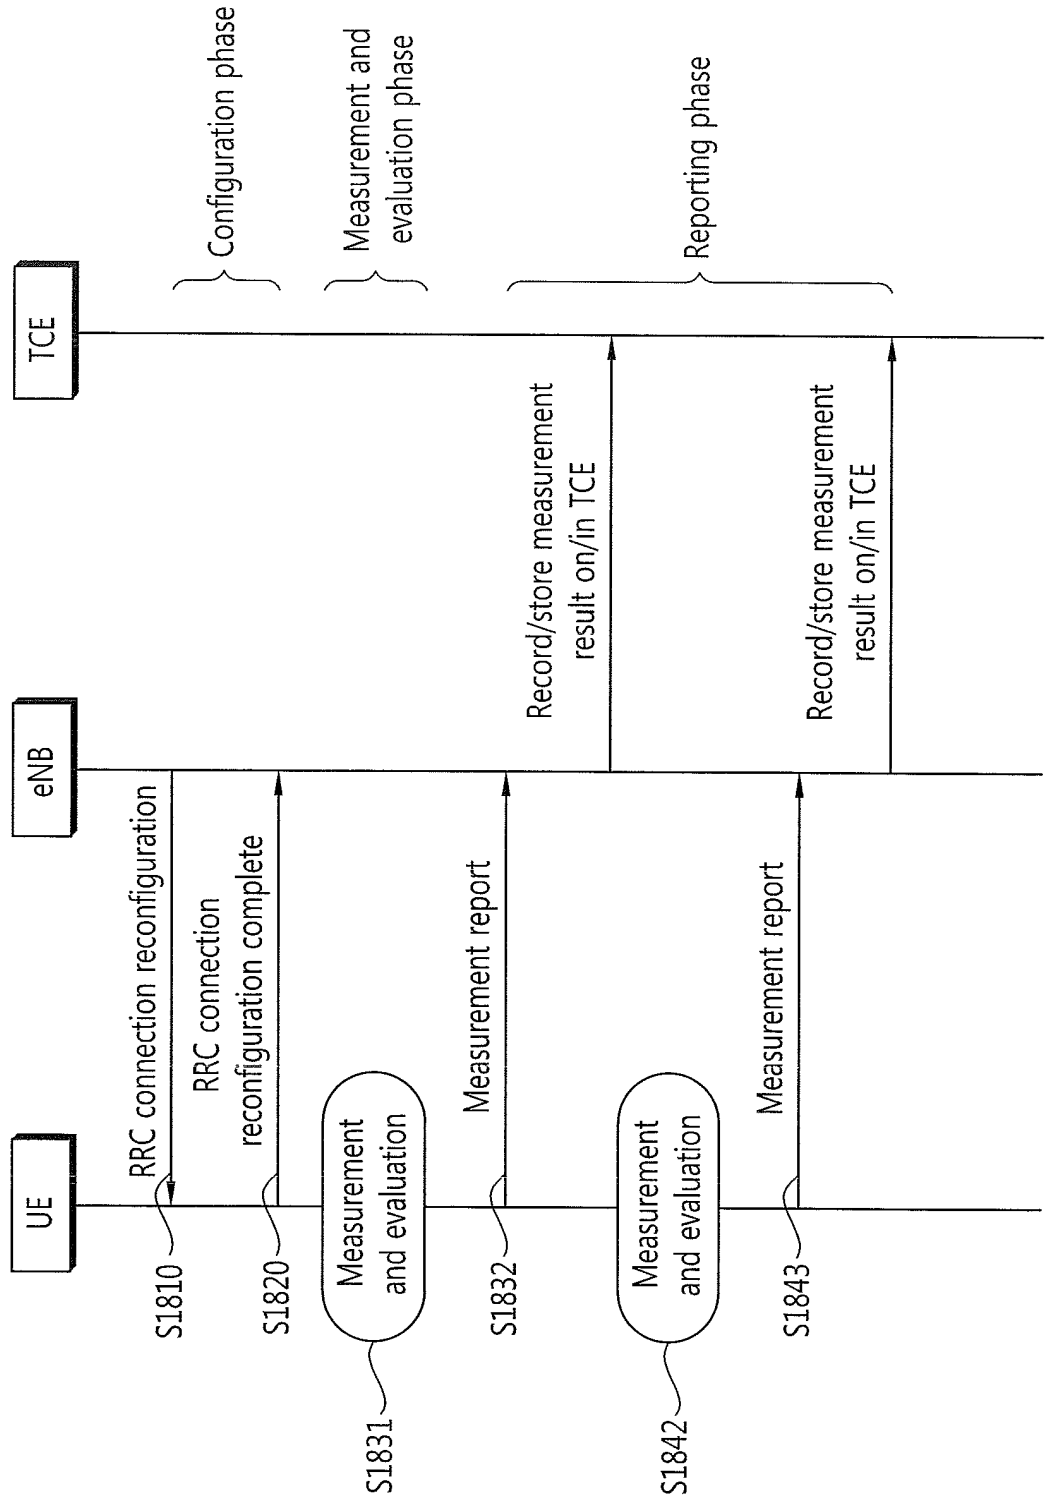 UE
eNB
TCE
RRC connection reconfiguration
S1810
RRC connection
reconfiguration complete
S1820
Configuration phase
Measurement
and evaluation
S1831
Measurement and
evaluation phase
Measurement report
S1832
Record/store measurement
result on/in TCE
Measurement
and evaluation
S1842
Reporting phase
Measurement report
S1843
Record/store measurement
result on/in TCE